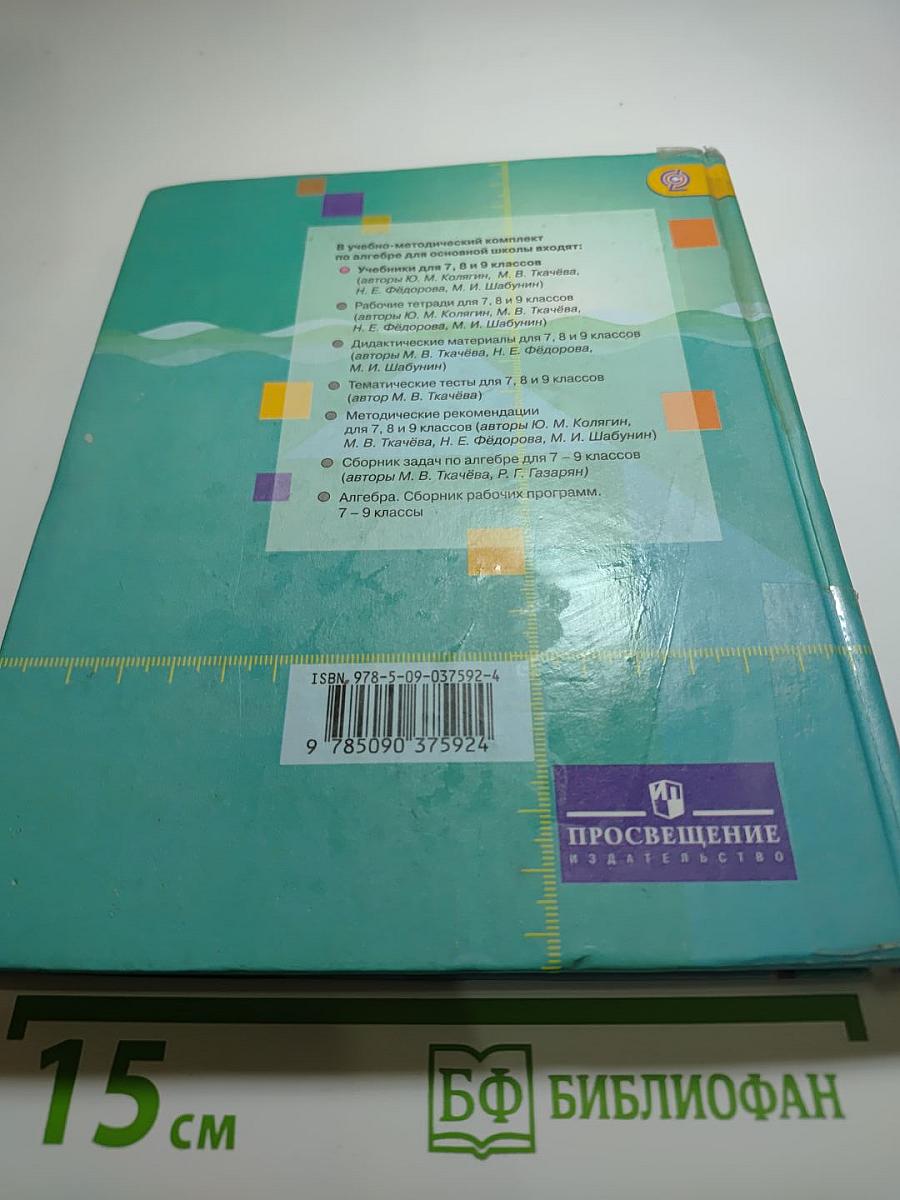 В учебно-методический комплект
по алгебре для основной школы входят:
Учебники для 7, 8 и 9 классов
(авторы Ю. М. Колягин, М. В. Ткачёва,
Н. Е. Фёдорова, М. И. Шабунин)
Рабочие тетради для 7, 8 и 9 классов
(авторы Ю. М. Колягин, М. В. Ткачёва,
Н. Е. Фёдорова, М. И. Шабунин)
Дидактические материалы для 7, 8 и 9 классов
(авторы М. В. Ткачёва, Н. Е. Фёдорова,
М. И. Шабунин)
Тематические тесты для 7, 8 и 9 классов
(автор М. В. Ткачёва)
Методические рекомендации
для 7, 8 и 9 классов (авторы Ю. М. Колягин,
М. В. Ткачёва, Н. Е. Фёдорова, М. И. Шабунин)
Сборник задач по алгебре для 7 – 9 классов
(авторы М. В. Ткачёва, Р. Г. Газарян)
Алгебра. Сборник рабочих программ.
7 – 9 классы
ISBN 978-5-09-037592-4
9 785090 375924
ИП
ПРОСВЕЩЕНИЕ
ИЗДАТЕЛЬСТВО
15 см
БФ БИБЛИОФАН